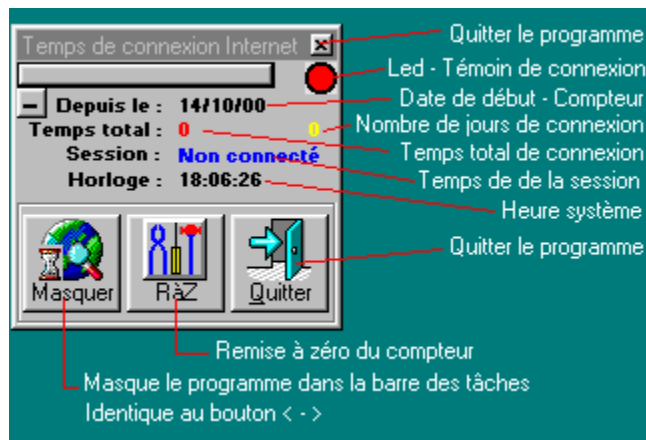 Temps de connexion Internet
Quitter le programme
Led - Témoin de connexion
Depuis le : 14/10/00
Date de début - Compteur
Temps total : 0 0
Nombre de jours de connexion
Temps total de connexion
Session : Non connecté
Temps de de la session
Horloge : 18:06:26
Heure système
Quitter le programme
Masquer
RàZ
Quitter
Remise à zéro du compteur
Masque le programme dans la barre des tâches
Identique au bouton < - >